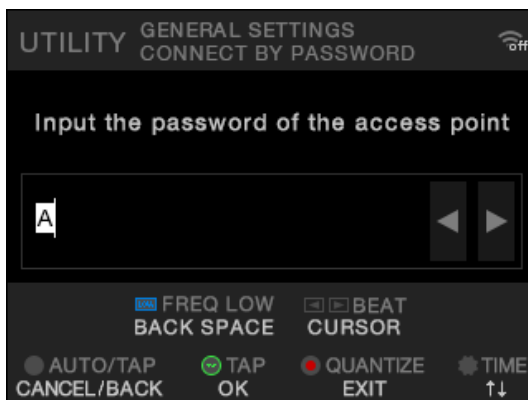 UTILITY GENERAL SETTINGS
CONNECT BY PASSWORD
off
Input the password of the access point
A
FREQ LOW BEAT
BACK SPACE CURSOR
AUTO/TAP TAP QUANTIZE TIME
CANCEL/BACK OK EXIT ↑↓